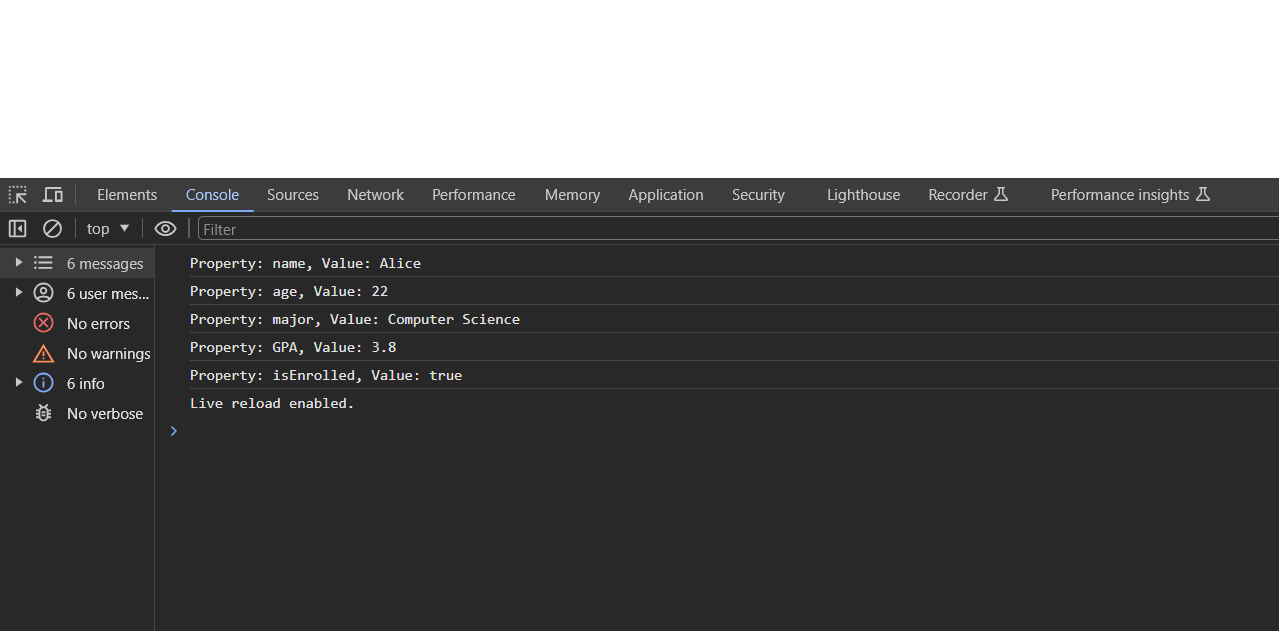 Elements Console Sources Network Performance Memory Application Security Lighthouse Recorder Performance insights
top Filter
6 messages
6 user mes...
No errors
No warnings
6 info
No verbose
Property: name, Value: Alice
Property: age, Value: 22
Property: major, Value: Computer Science
Property: GPA, Value: 3.8
Property: isEnrolled, Value: true
Live reload enabled.